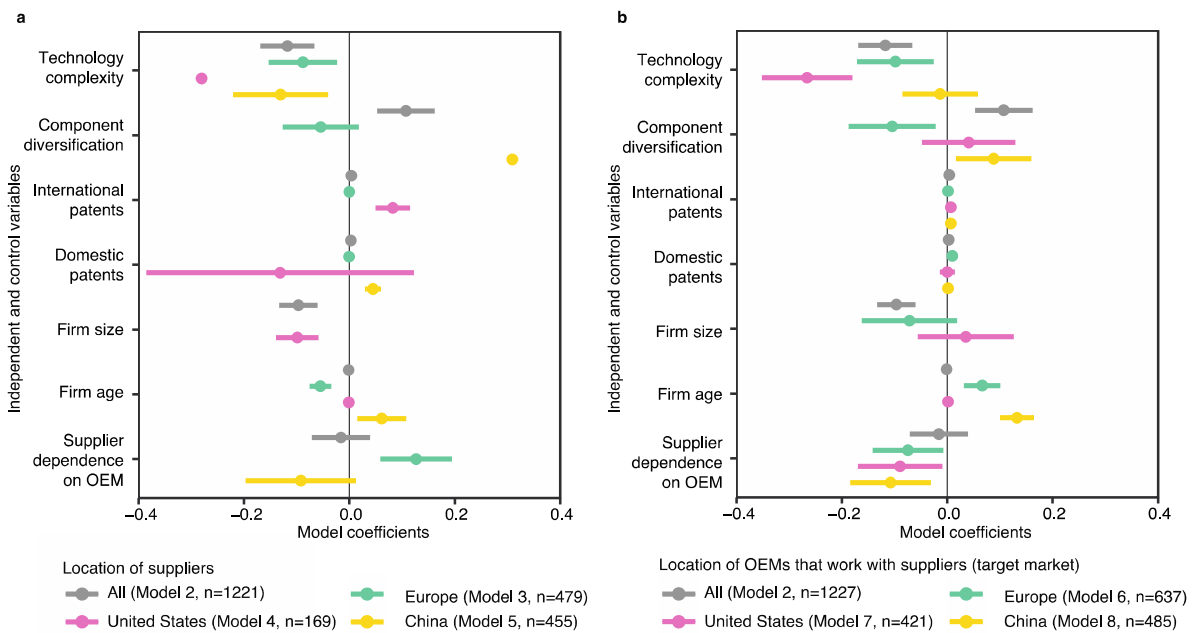 a
Independent and control variables
Technology
complexity
Component
diversification
International
patents
Domestic
patents
Firm size
Firm age
Supplier
dependence
on OEM
−0.4
−0.2
0.0
0.2
0.4
Model coefficients
Location of suppliers
All (Model 2, n=1221)
Europe (Model 3, n=479)
United States (Model 4, n=169)
China (Model 5, n=455)
b
Independent and control variables
Technology
complexity
Component
diversification
International
patents
Domestic
patents
Firm size
Firm age
Supplier
dependence
on OEM
−0.4
−0.2
0.0
0.2
0.4
Model coefficients
Location of OEMs that work with suppliers (target market)
All (Model 2, n=1227)
Europe (Model 6, n=637)
United States (Model 7, n=421)
China (Model 8, n=485)